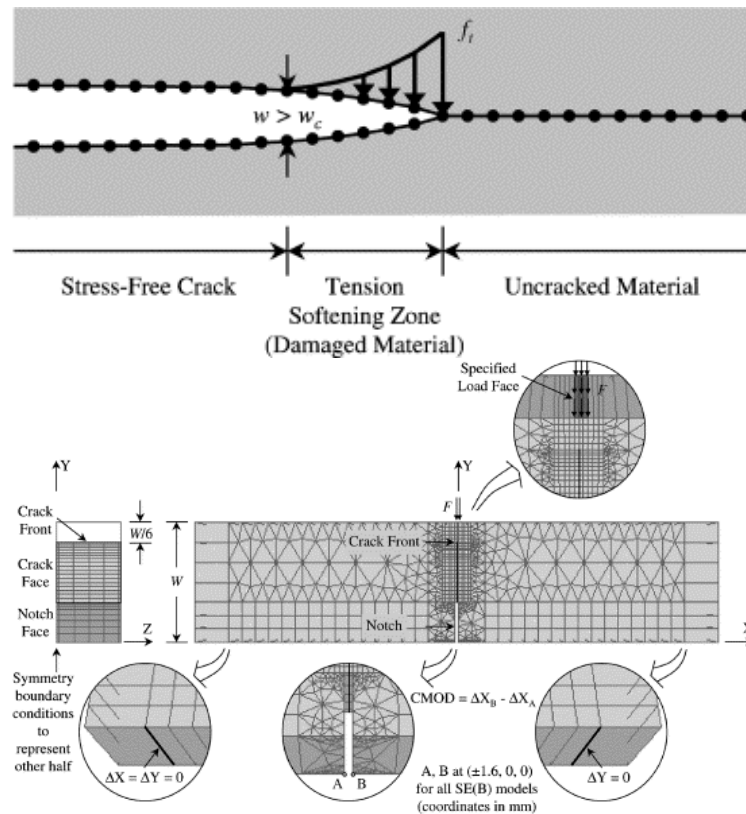 fₜ
w > w_c
Stress-Free Crack
Tension
Softening Zone
(Damaged Material)
Uncracked Material
Specified
Load Face
F
Y
Y
Crack
Front
W/6
F
Crack Front
Crack
Face
W
Notch
Face
Notch
Z
X
Symmetry
boundary
conditions
to
represent
other half
ΔX = ΔY = 0
CMOD = ΔX_B - ΔX_A
A B
A, B at (±1.6, 0, 0)
for all SE(B) models
(coordinates in mm)
ΔY = 0